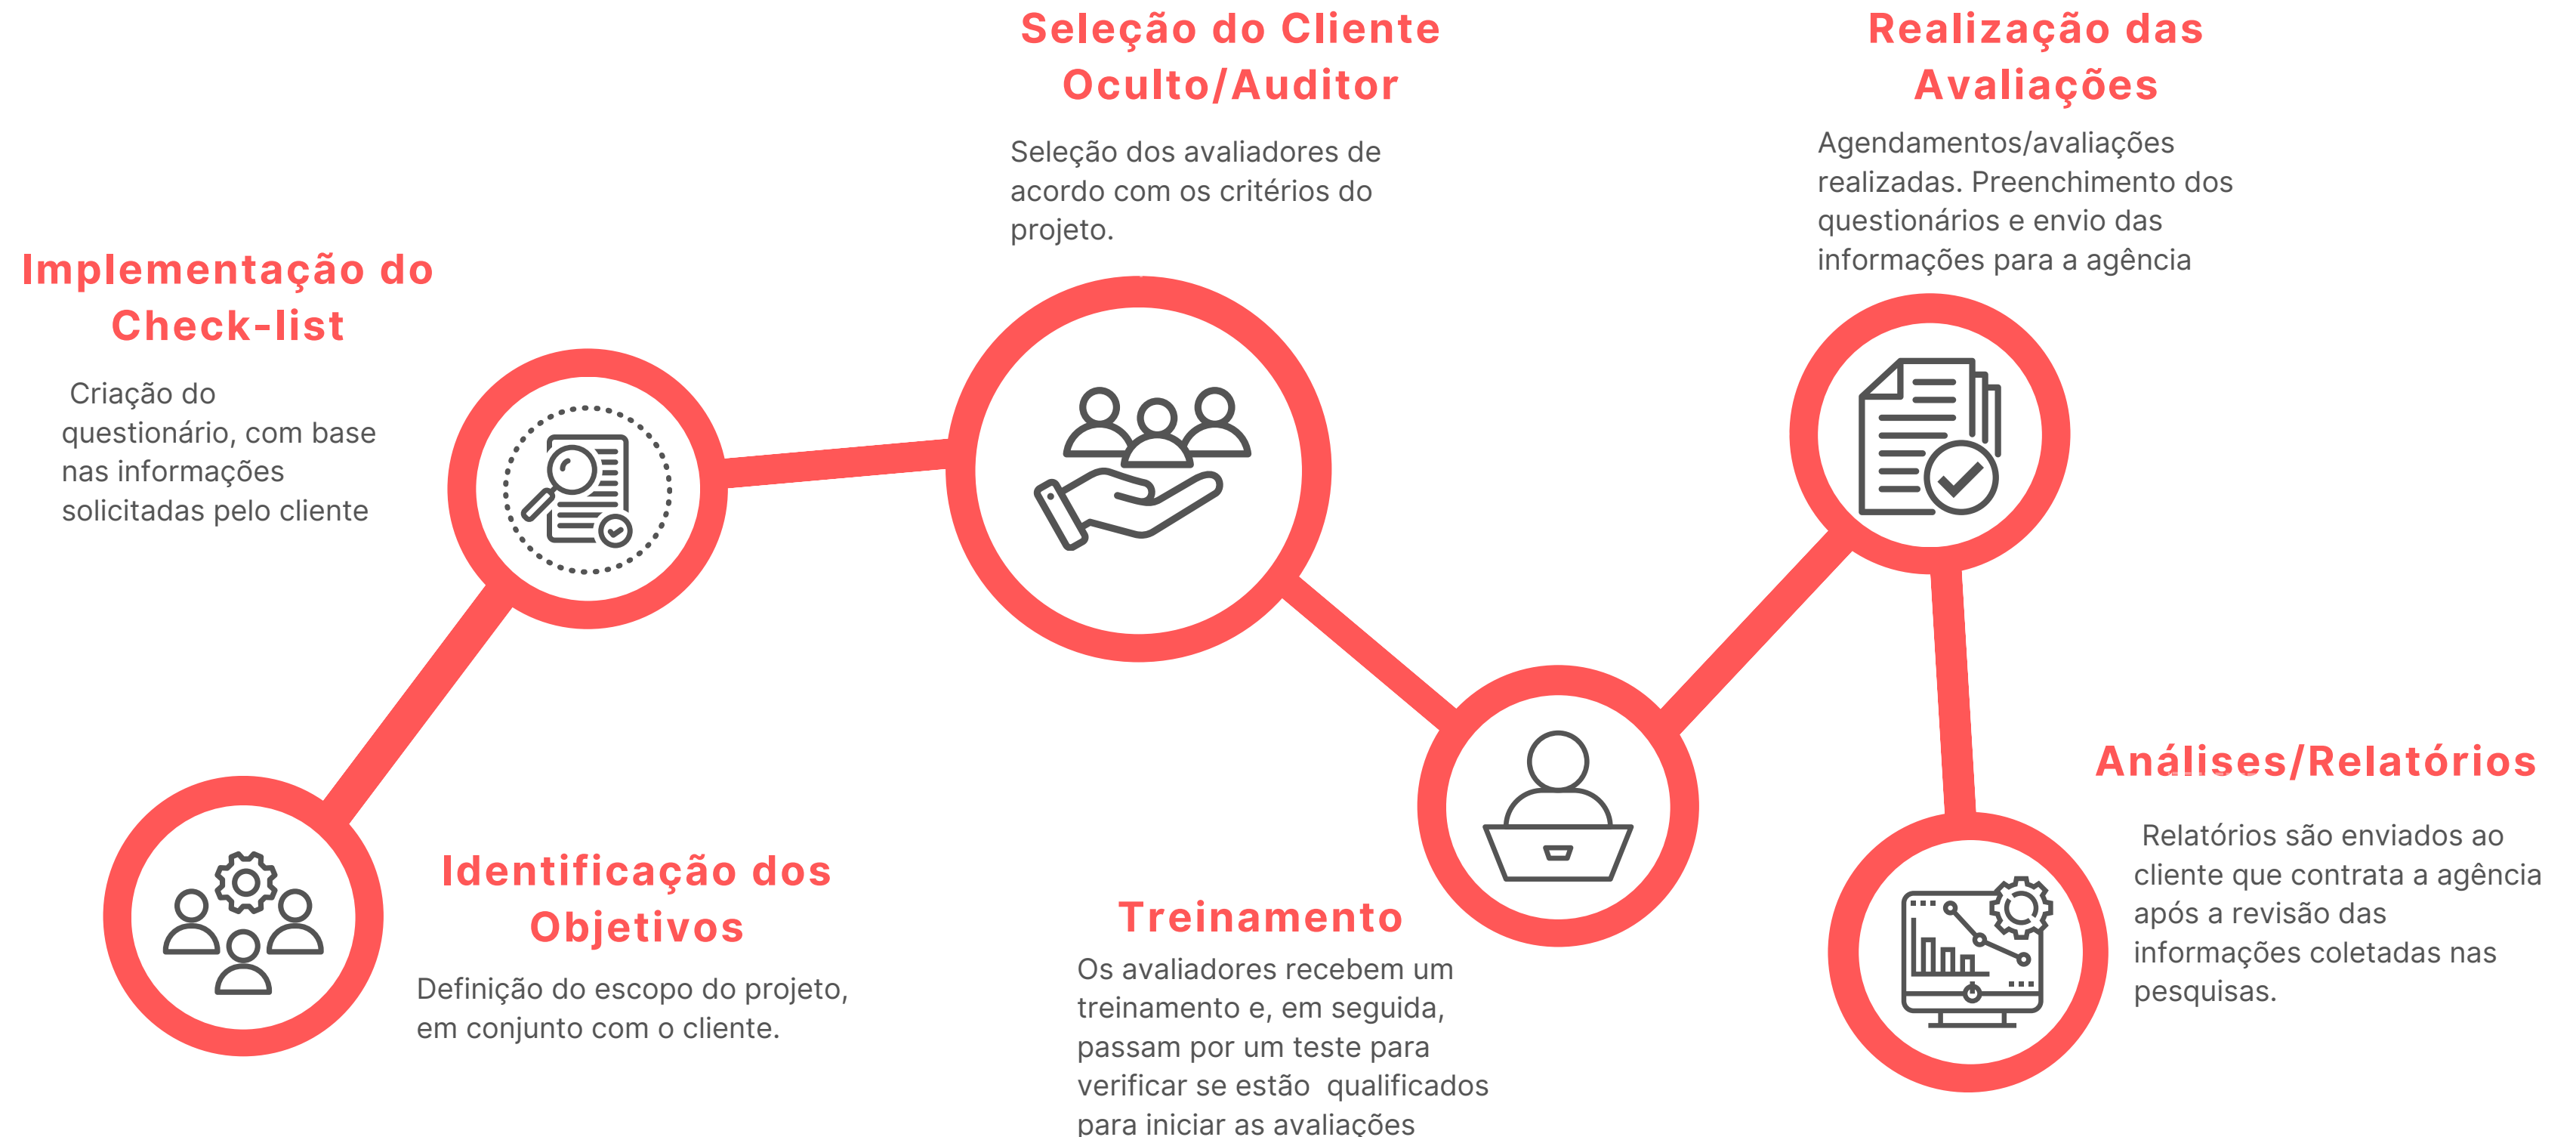 Seleção do Cliente
Oculto/Auditor
Seleção dos avaliadores de
acordo com os critérios do
projeto.
Realização das
Avaliações
Agendamentos/avaliações
realizadas. Preenchimento dos
questionários e envio das
informações para a agência
Implementação do
Check-list
Criação do
questionário, com base
nas informações
solicitadas pelo cliente
Identificação dos
Objetivos
Definição do escopo do projeto,
em conjunto com o cliente.
Treinamento
Os avaliadores recebem um
treinamento e, em seguida,
passam por um teste para
verificar se estão  qualificados
para iniciar as avaliações
Análises/Relatórios
Relatórios são enviados ao
cliente que contrata a agência
após a revisão das
informações coletadas nas
pesquisas.